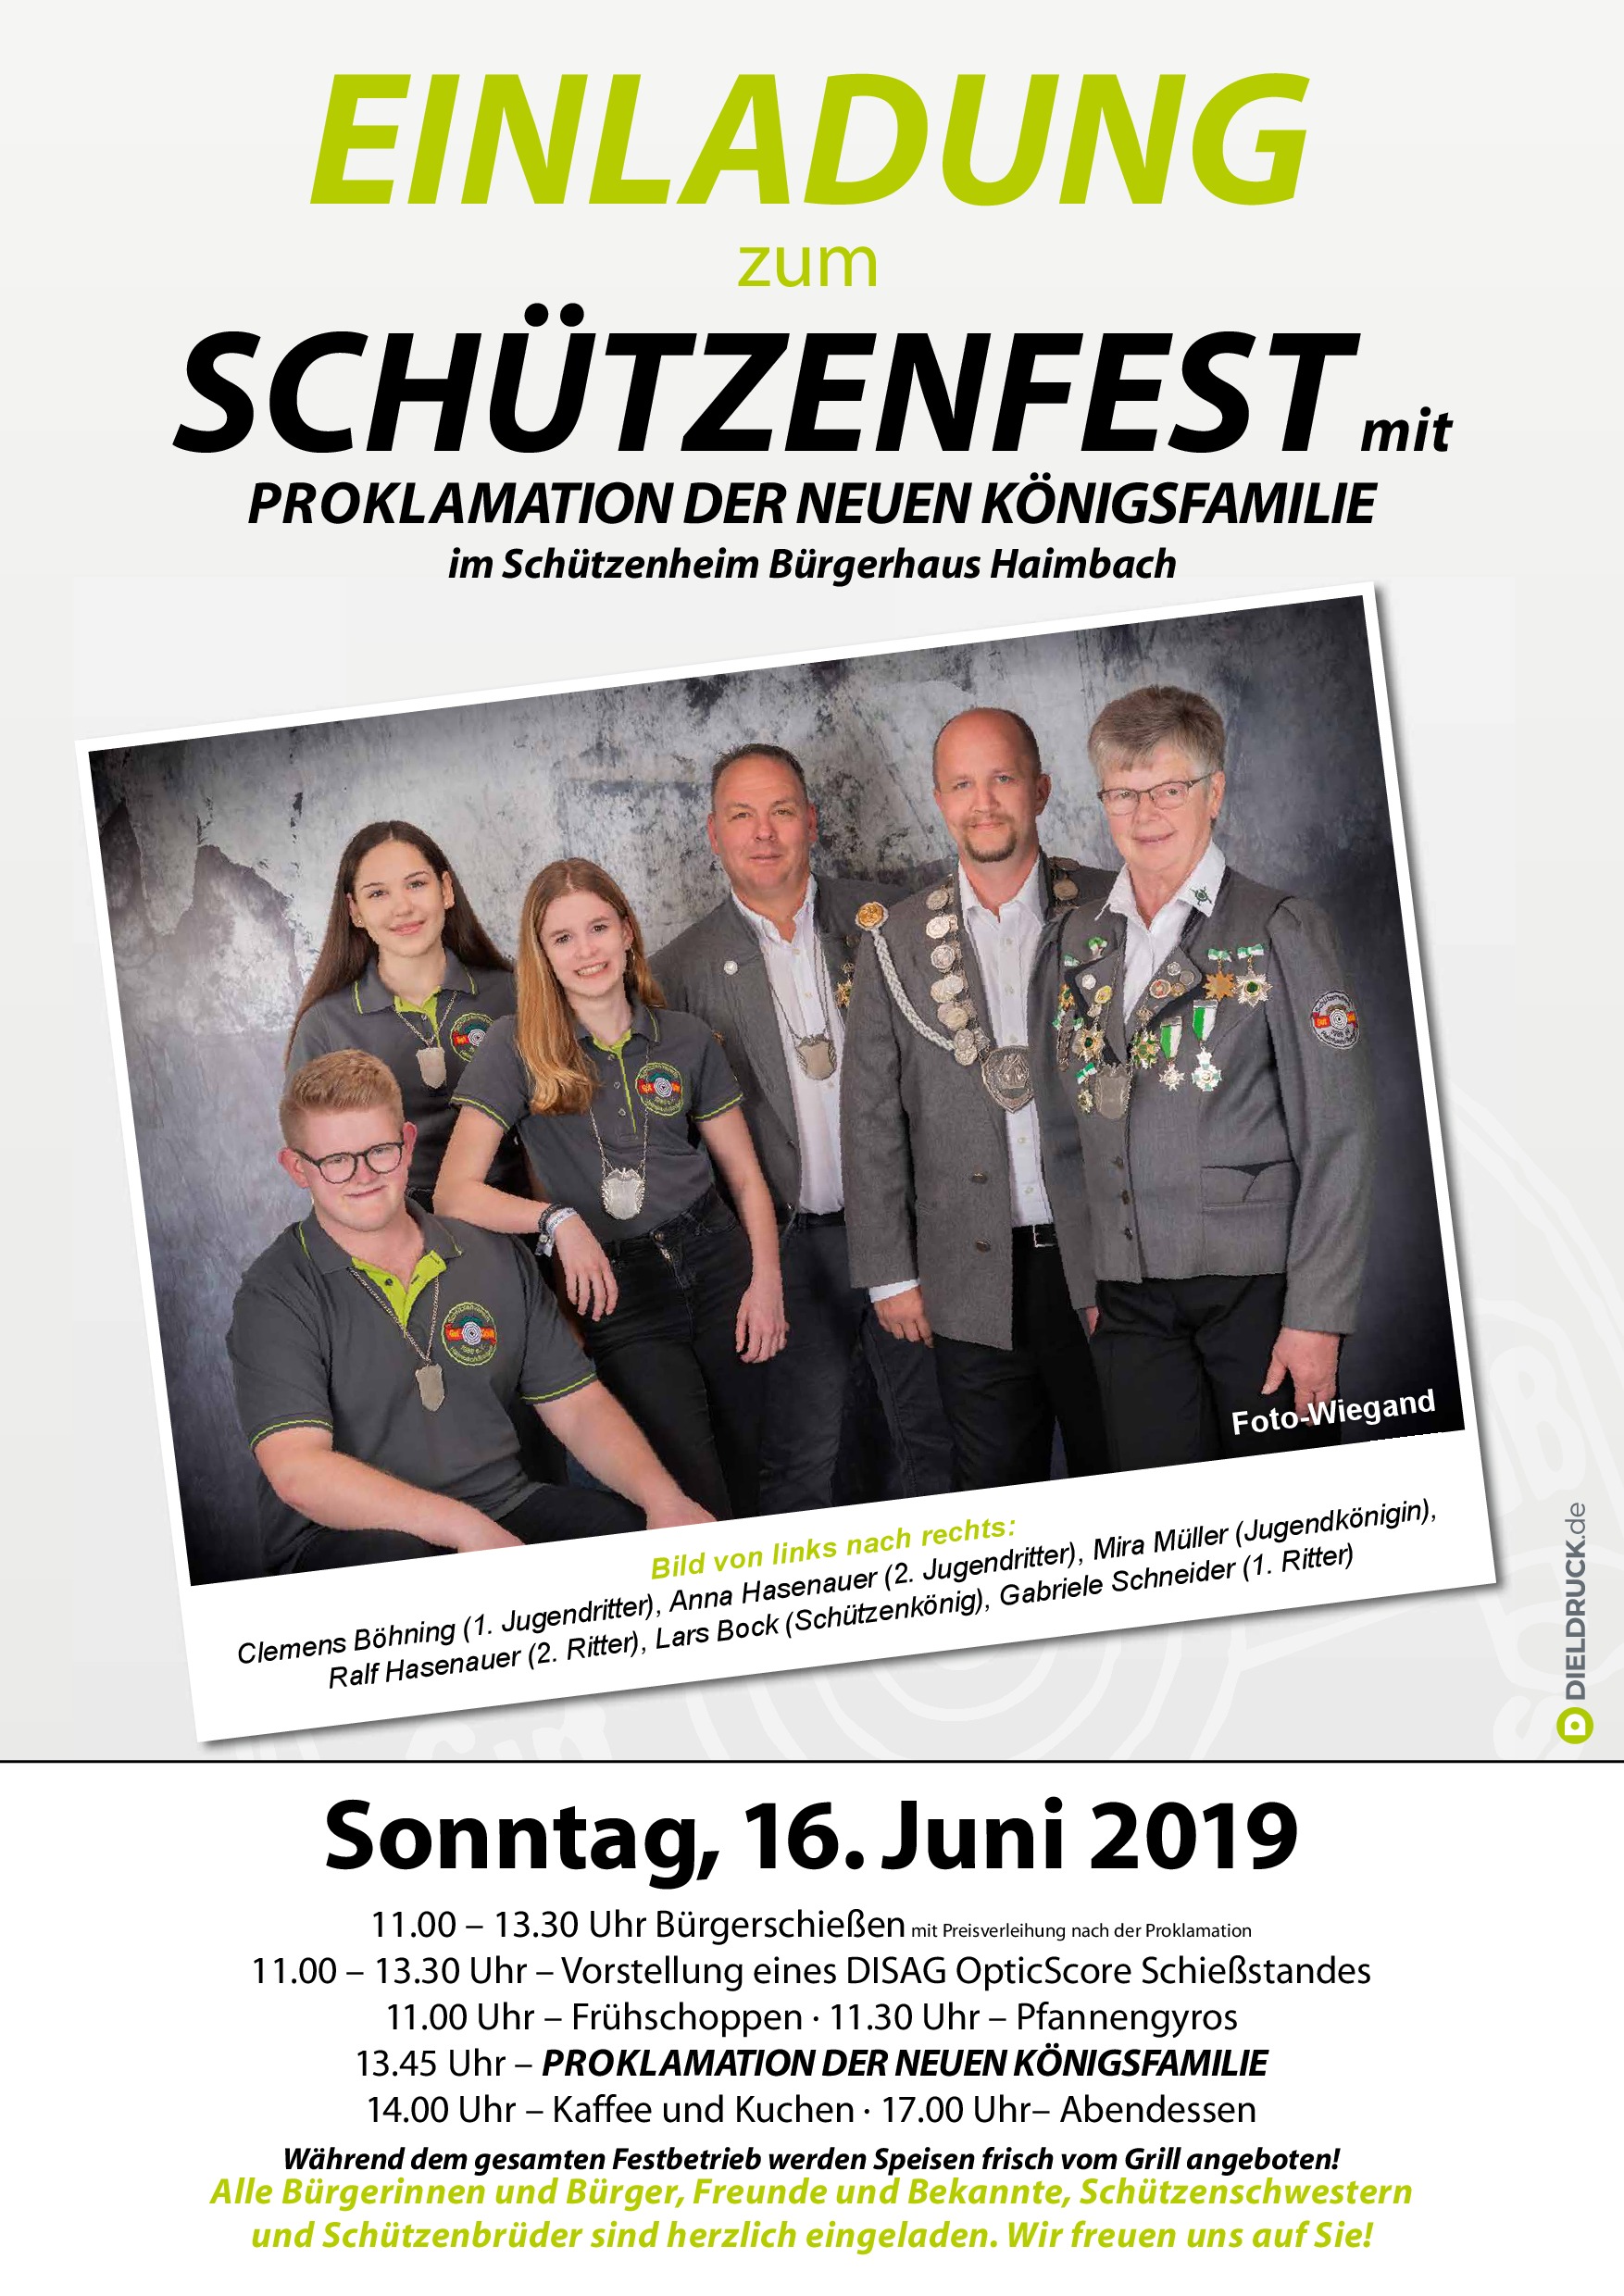 EINLADUNG
zum
SCHÜTZENFEST mit
PROKLAMATION DER NEUEN KÖNIGSFAMILIE
im Schützenheim Bürgerhaus Haimbach
Foto-Wiegand
Bild von links nach rechts:
Clemens Böhning (1. Jugendritter), Anna Hasenauer (2. Jugendritter), Mira Müller (Jugendkönigin),
Ralf Hasenauer (2. Ritter), Lars Bock (Schützenkönig), Gabriele Schneider (1. Ritter)
DIELDRUCK.de
Sonntag, 16. Juni 2019
11.00 – 13.30 Uhr Bürgerschießen mit Preisverleihung nach der Proklamation
11.00 – 13.30 Uhr – Vorstellung eines DISAG OpticScore Schießstandes
11.00 Uhr – Frühschoppen · 11.30 Uhr – Pfannengyros
13.45 Uhr – PROKLAMATION DER NEUEN KÖNIGSFAMILIE
14.00 Uhr – Kaffee und Kuchen · 17.00 Uhr– Abendessen
Während dem gesamten Festbetrieb werden Speisen frisch vom Grill angeboten!
Alle Bürgerinnen und Bürger, Freunde und Bekannte, Schützenschwestern
und Schützenbrüder sind herzlich eingeladen. Wir freuen uns auf Sie!